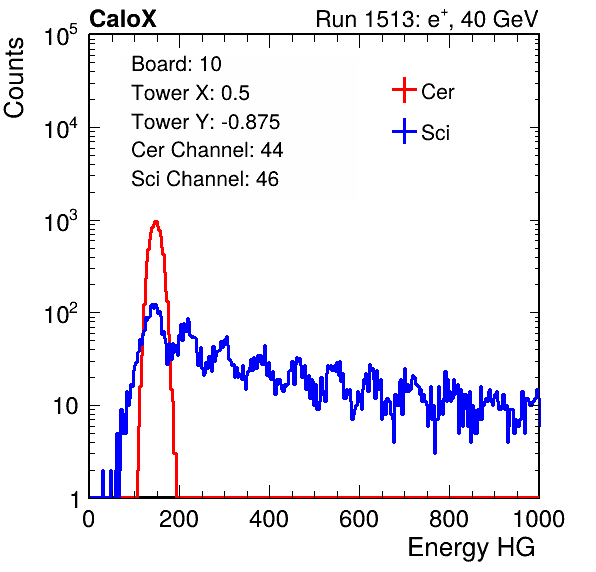 CaloX Run 1513: e⁺, 40 GeV
Counts
Board: 10
Tower X: 0.5
Tower Y: -0.875
Cer Channel: 44
Sci Channel: 46
Cer
Sci
10⁵
10⁴
10³
10²
10
1
0 200 400 600 800 1000
Energy HG